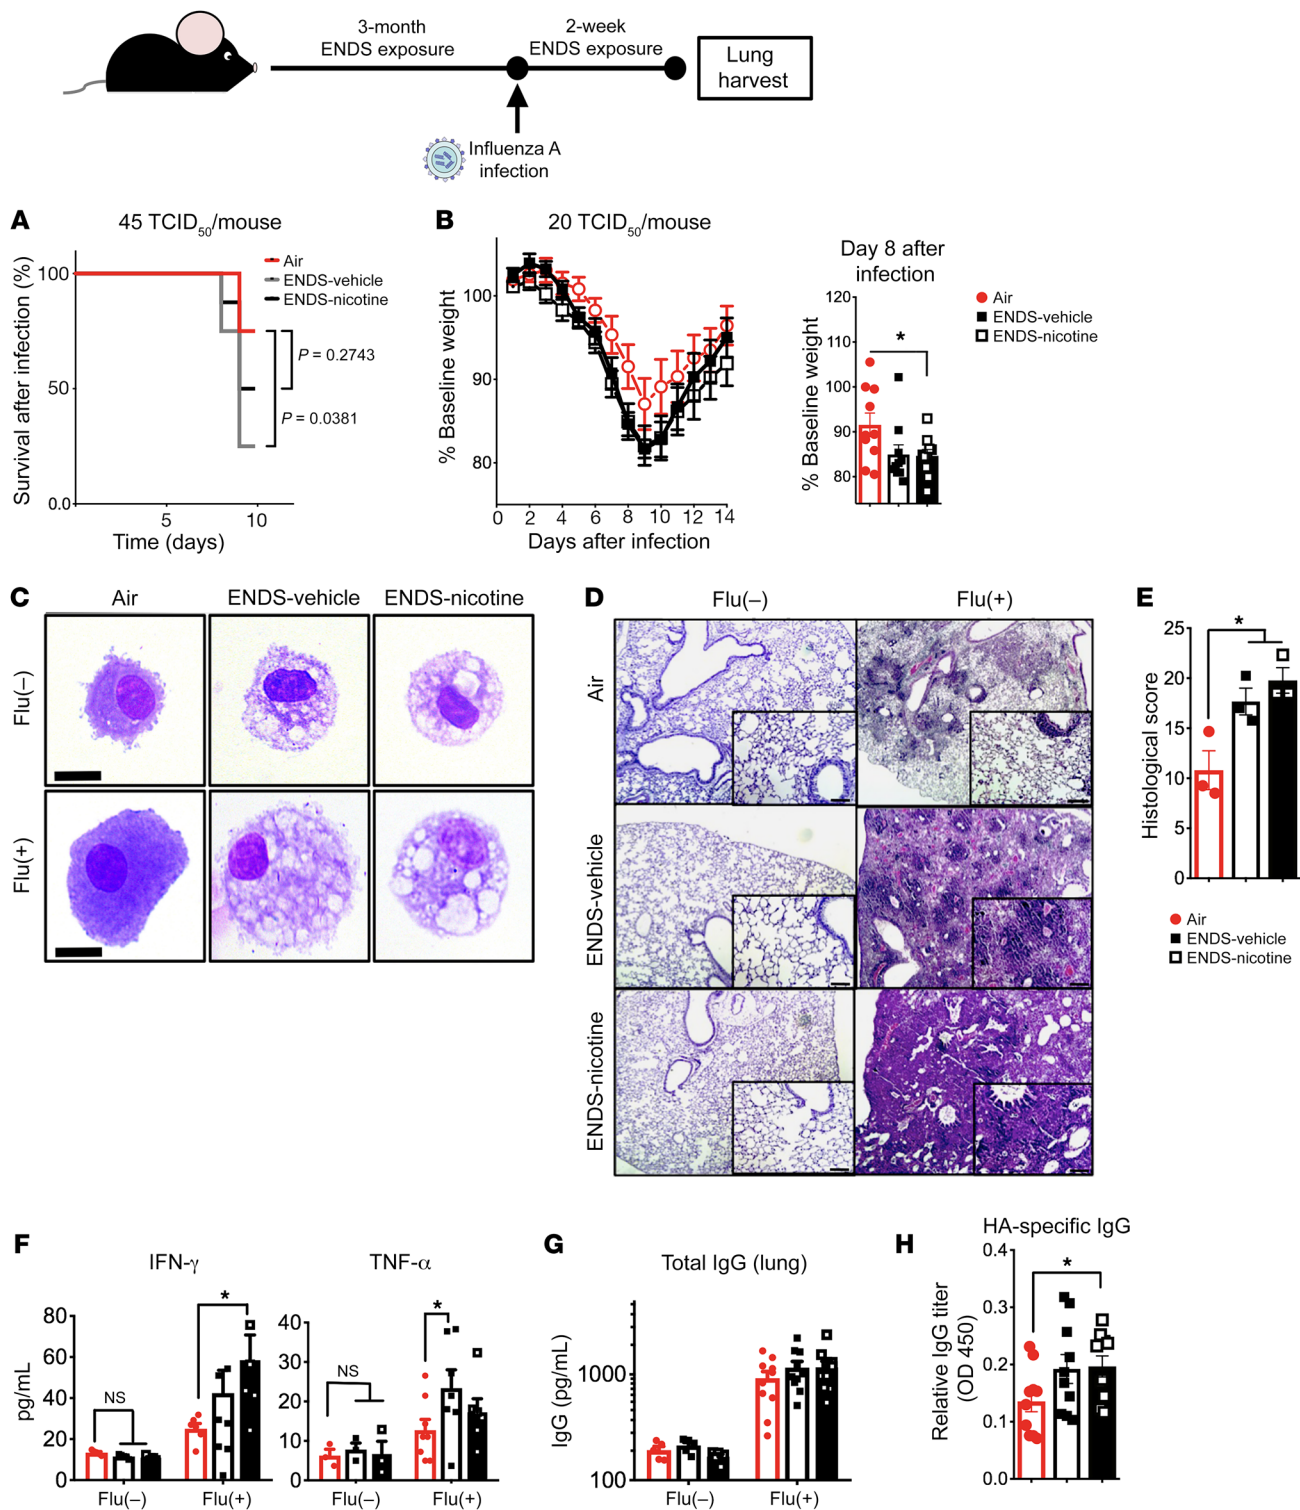 3-month
ENDS exposure
2-week
ENDS exposure
Lung
harvest
Influenza A
infection
A
45 TCID50/mouse
Survival after infection (%)
100
50
0.0
5
10
Time (days)
Air
ENDS-vehicle
ENDS-nicotine
P = 0.2743
P = 0.0381
B
20 TCID50/mouse
% Baseline weight
100
90
80
0
2
4
6
8
10
12
14
Days after infection
Day 8 after
infection
% Baseline weight
120
110
100
90
80
*
Air
ENDS-vehicle
ENDS-nicotine
C
Air
ENDS-vehicle
ENDS-nicotine
Flu(–)
Flu(+)
D
Flu(–)
Flu(+)
Air
ENDS-vehicle
ENDS-nicotine
E
Histological score
25
20
15
10
5
0
*
Air
ENDS-vehicle
ENDS-nicotine
F
IFN-γ
pg/mL
80
60
40
20
0
NS
*
Flu(–)
Flu(+)
TNF-α
40
30
20
10
0
NS
*
Flu(–)
Flu(+)
G
Total IgG (lung)
IgG (pg/mL)
1000
100
Flu(–)
Flu(+)
H
HA-specific IgG
Relative IgG titer
(OD 450)
0.4
0.3
0.2
0.1
0.0
*